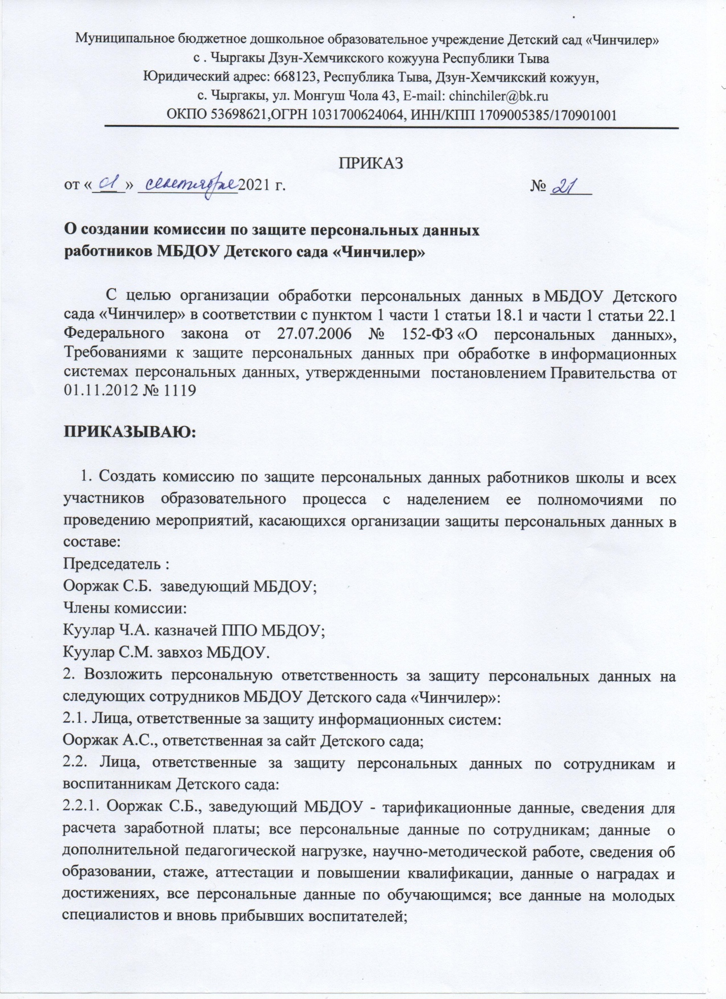 Муниципальное бюджетное дошкольное образовательное учреждение Детский сад «Чинчилер»
с . Чыргакы Дзун-Хемчикского кожууна Республики Тыва
Юридический адрес: 668123, Республика Тыва, Дзун-Хемчикский кожуун,
с. Чыргакы, ул. Монгуш Чола 43, E-mail: chinchiler@bk.ru
ОКПО 53698621,ОГРН 1031700624064, ИНН/КПП 1709005385/170901001
ПРИКАЗ
от «01» сентября 2021 г. № 21
О создании комиссии по защите персональных данных
работников МБДОУ Детского сада «Чинчилер»
С целью организации обработки персональных данных в МБДОУ Детского
сада «Чинчилер» в соответствии с пунктом 1 части 1 статьи 18.1 и части 1 статьи 22.1
Федерального закона от 27.07.2006 № 152-ФЗ «О персональных данных»,
Требованиями к защите персональных данных при обработке в информационных
системах персональных данных, утвержденными постановлением Правительства от
01.11.2012 № 1119
ПРИКАЗЫВАЮ:
1. Создать комиссию по защите персональных данных работников школы и всех
участников образовательного процесса с наделением ее полномочиями по
проведению мероприятий, касающихся организации защиты персональных данных в
составе:
Председатель :
Ооржак С.Б. заведующий МБДОУ;
Члены комиссии:
Куулар Ч.А. казначей ППО МБДОУ;
Куулар С.М. завхоз МБДОУ.
2. Возложить персональную ответственность за защиту персональных данных на
следующих сотрудников МБДОУ Детского сада «Чинчилер»:
2.1. Лица, ответственные за защиту информационных систем:
Ооржак А.С., ответственная за сайт Детского сада;
2.2. Лица, ответственные за защиту персональных данных по сотрудникам и
воспитанникам Детского сада:
2.2.1. Ооржак С.Б., заведующий МБДОУ - тарификационные данные, сведения для
расчета заработной платы; все персональные данные по сотрудникам; данные о
дополнительной педагогической нагрузке, научно-методической работе, сведения об
образовании, стаже, аттестации и повышении квалификации, данные о наградах и
достижениях, все персональные данные по обучающимся; все данные на молодых
специалистов и вновь прибывших воспитателей;